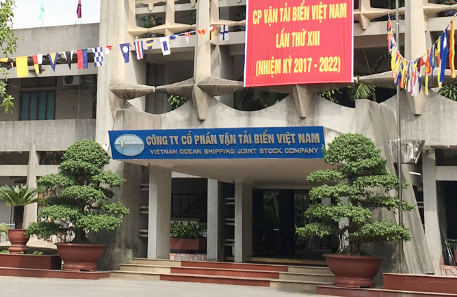 CP VẬN TẢI BIỂN VIỆT NAM
LẦN THỨ XIII
(NHIỆM KỲ 2017 - 2022)
CÔNG TY CỔ PHẦN VẬN TẢI BIỂN VIỆT NAM
VIETNAM OCEAN SHIPPING JOINT STOCK COMPANY